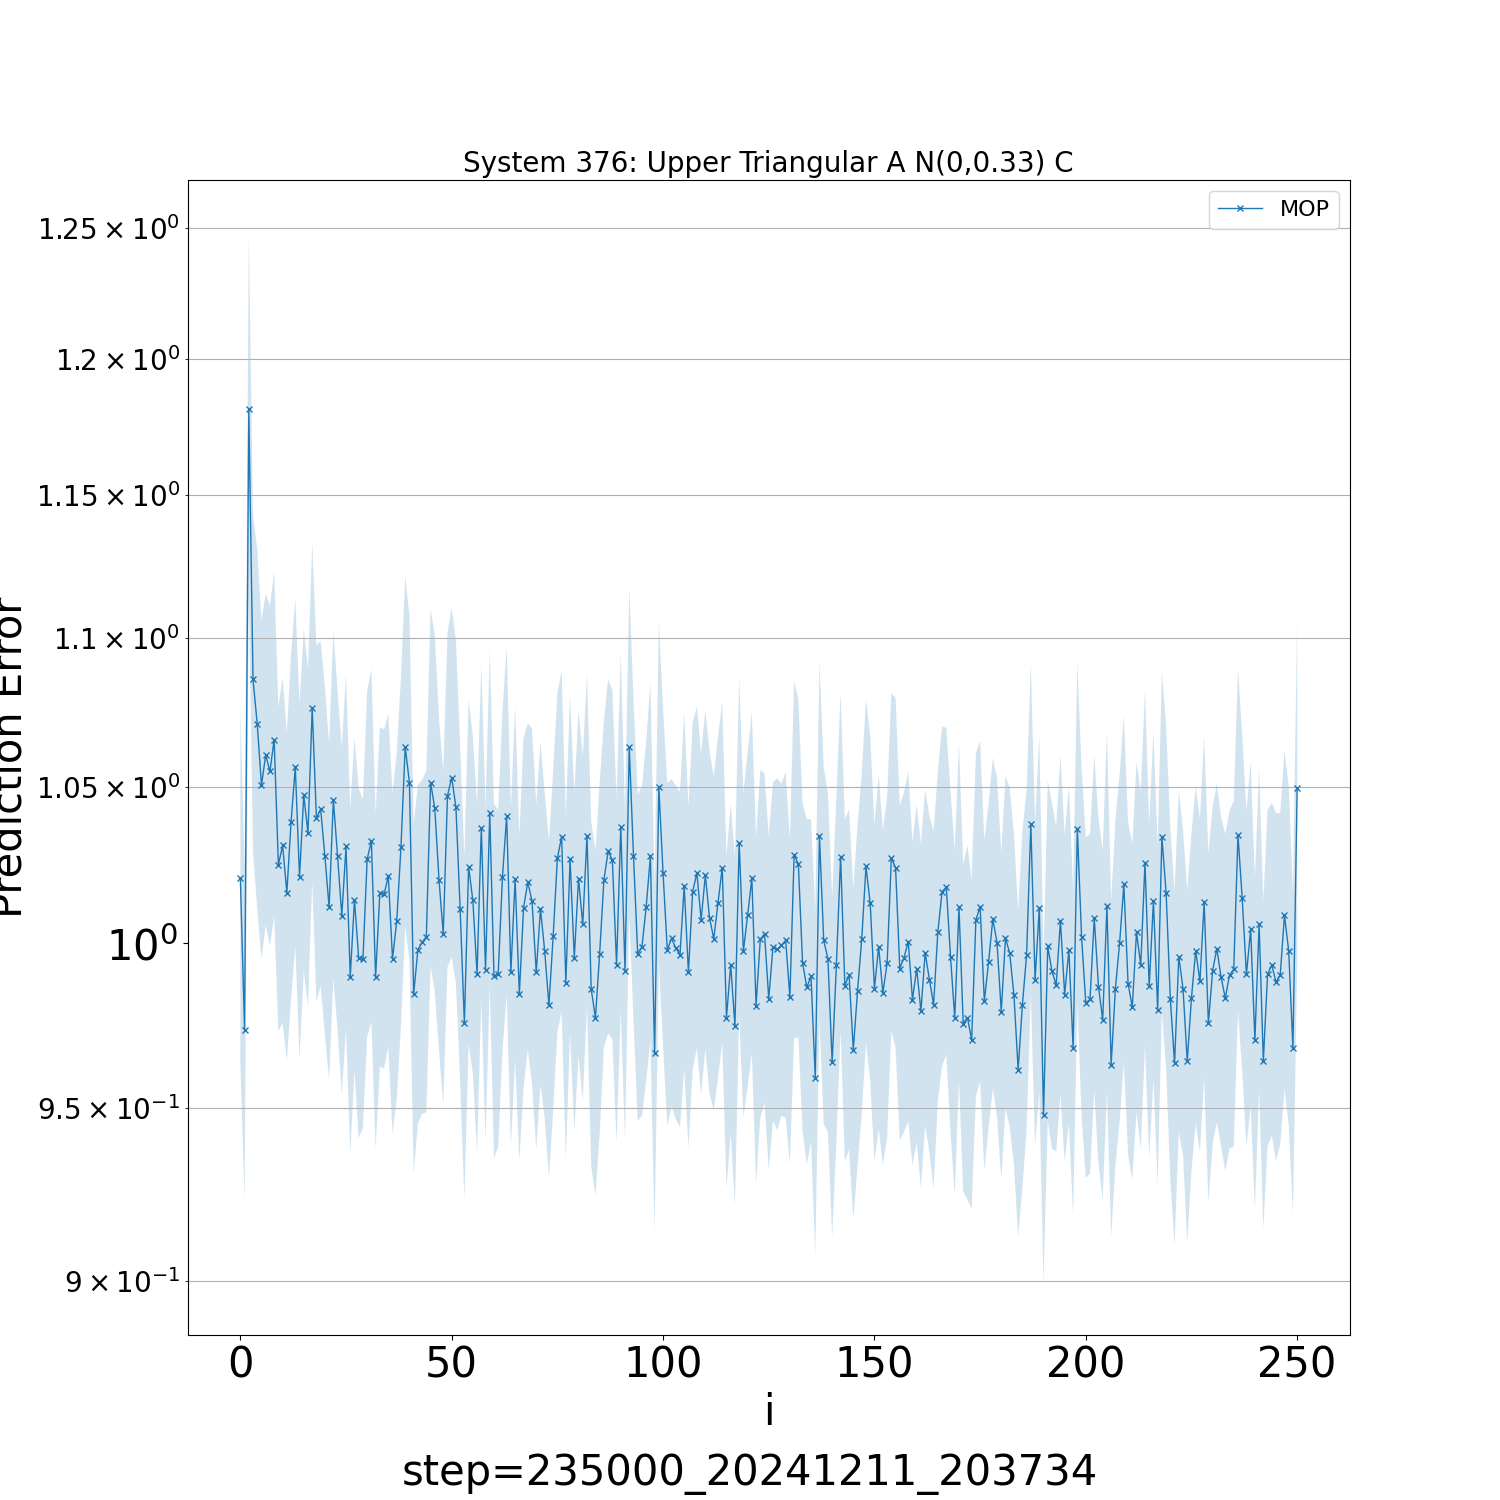 System 376: Upper Triangular A N(0,0.33) C
MOP
1.25 × 10⁰
1.2 × 10⁰
1.15 × 10⁰
1.1 × 10⁰
1.05 × 10⁰
10⁰
9.5 × 10⁻¹
9 × 10⁻¹
Prediction Error
0 50 100 150 200 250
i
step=235000_20241211_203734